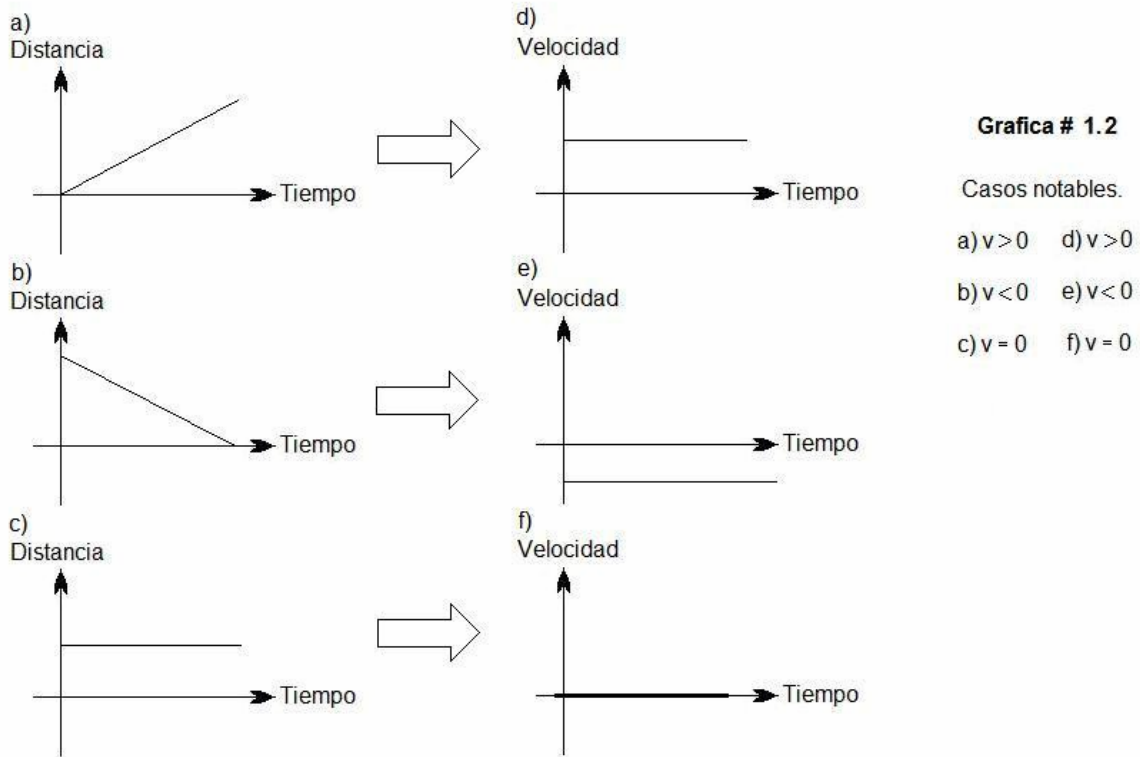 a)
Distancia
Tiempo
d)
Velocidad
Tiempo
b)
Distancia
Tiempo
e)
Velocidad
Tiempo
c)
Distancia
Tiempo
f)
Velocidad
Tiempo
Grafica # 1.2
Casos notables.
a) v > 0 d) v > 0
b) v < 0 e) v < 0
c) v = 0 f) v = 0